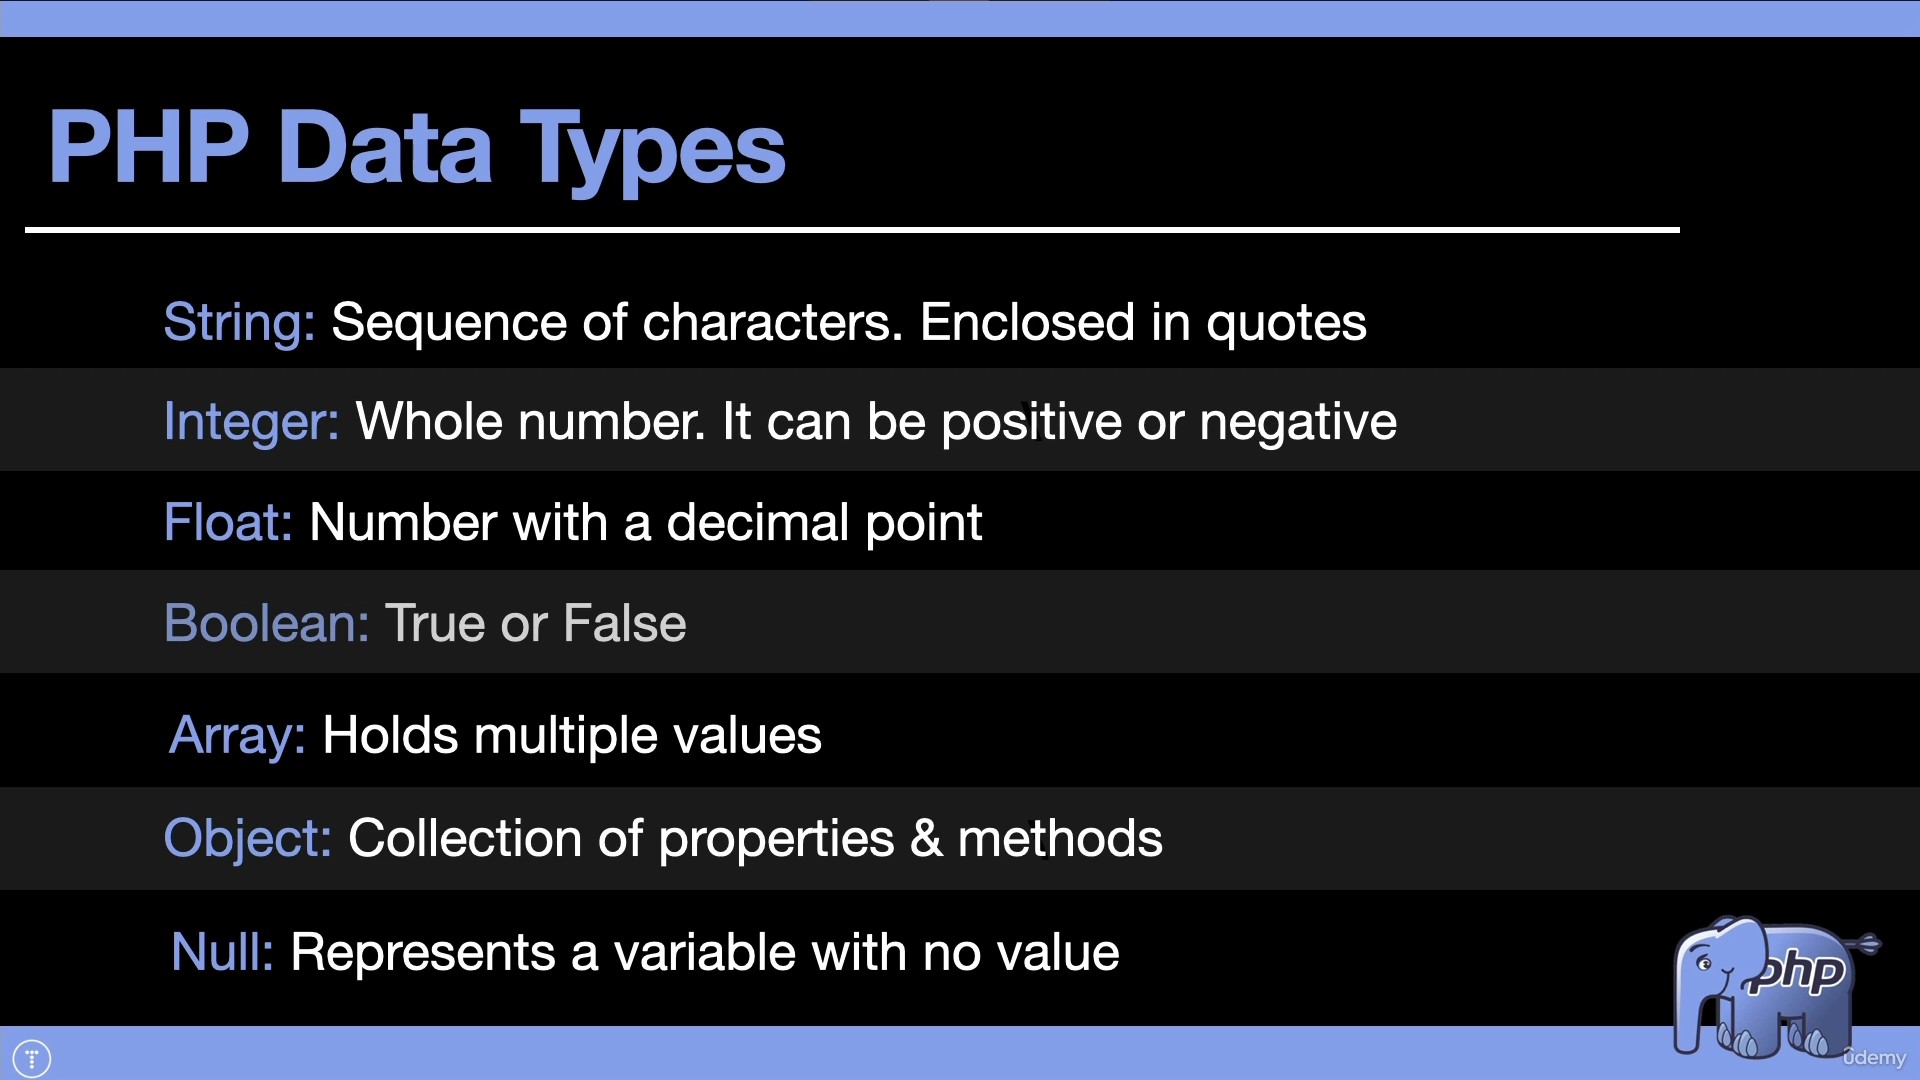 PHP Data Types
String: Sequence of characters. Enclosed in quotes
Integer: Whole number. It can be positive or negative
Float: Number with a decimal point
Boolean: True or False
Array: Holds multiple values
Object: Collection of properties & methods
Null: Represents a variable with no value
php
ûdemy